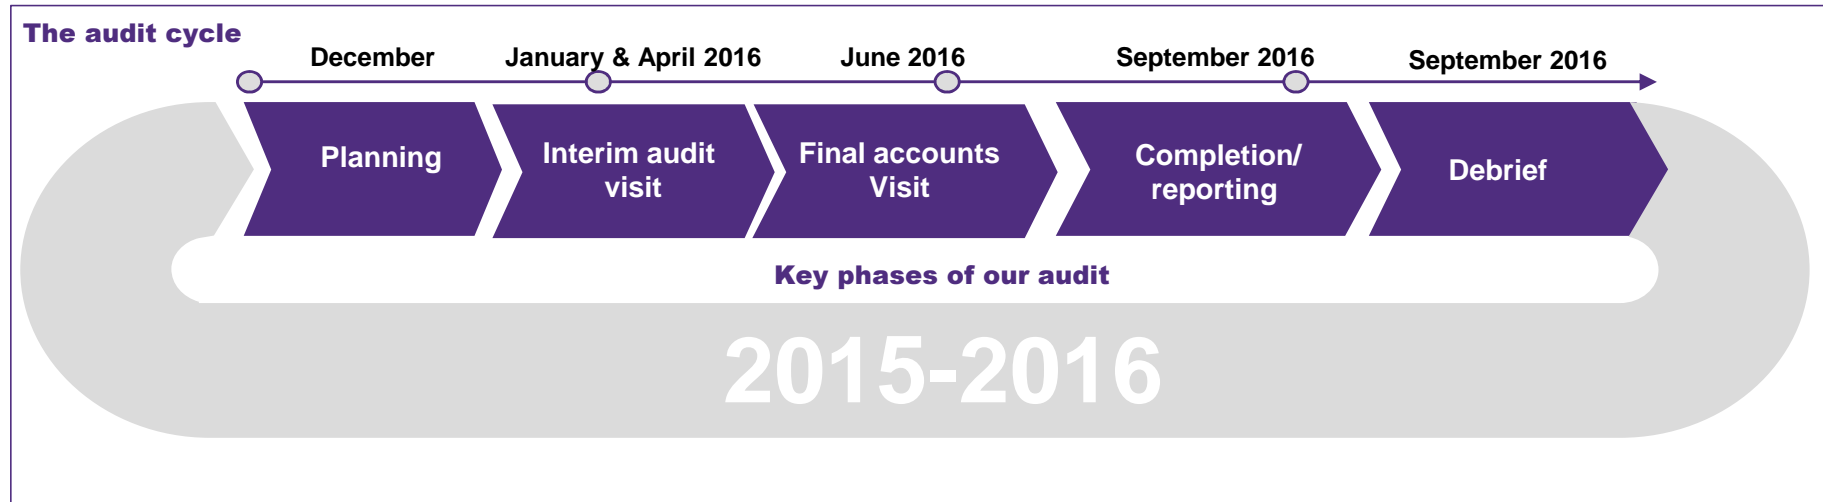 The audit cycle
December
January & April 2016
June 2016
September 2016
September 2016
Planning
Interim audit
visit
Final accounts
Visit
Completion/
reporting
Debrief
Key phases of our audit
2015-2016